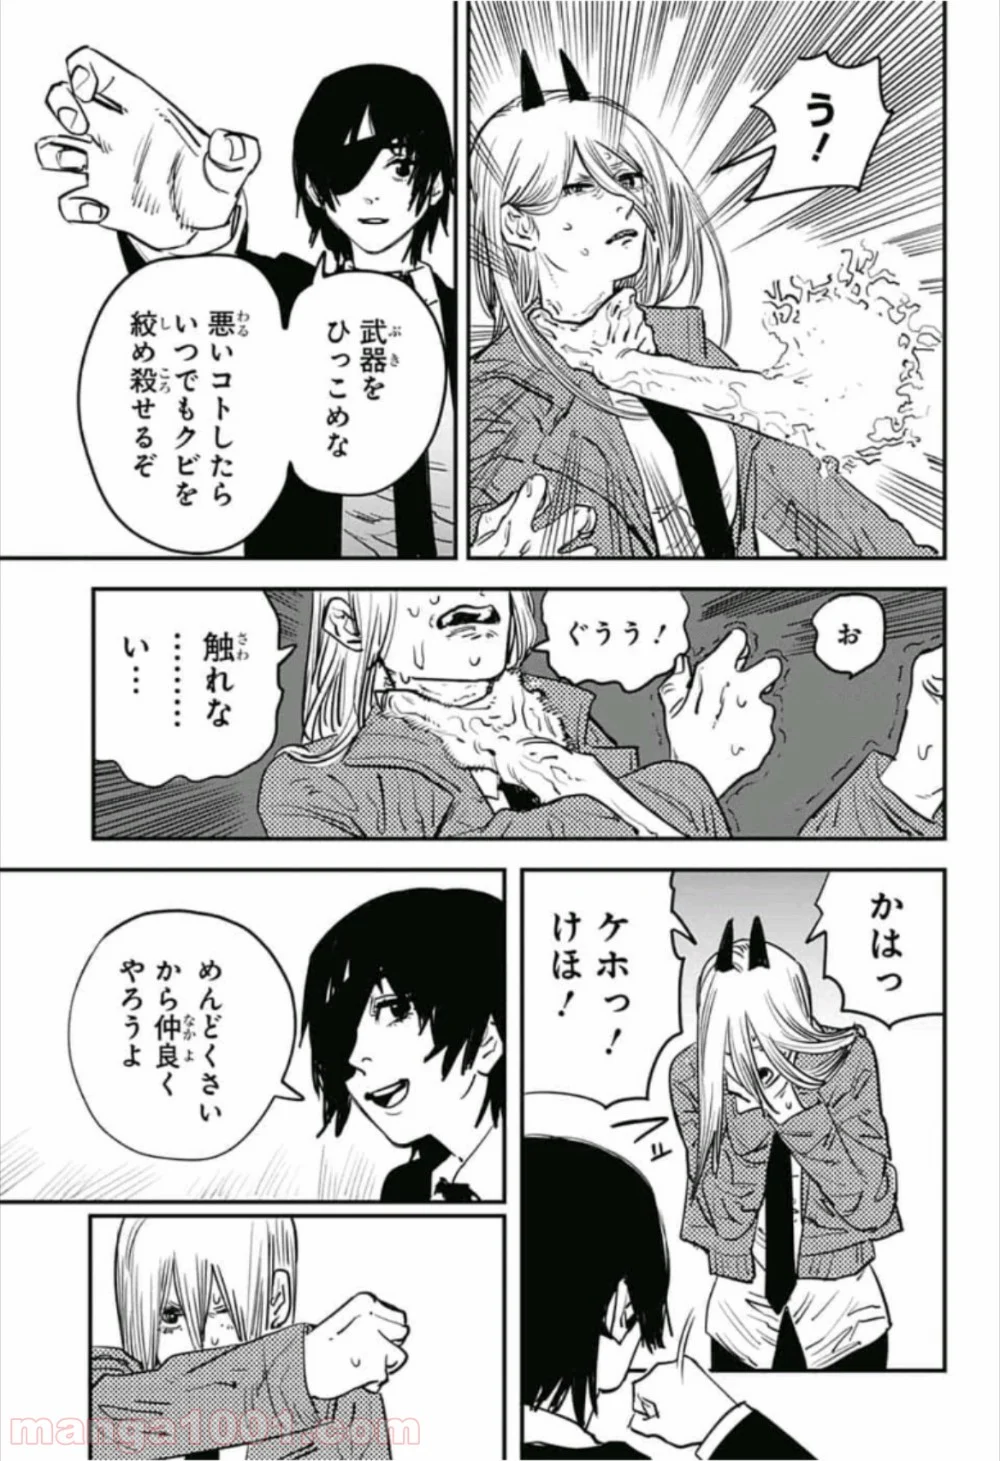 う！
武器を
ひっこめな
悪いコトしたら
いつでもクビを
絞め殺せるぞ
お
ぐうう！
触れな
………
い…
かはっ
ケホっ！
けほ！
めんどくさい
から仲良く
やろうよ
manga1001.com